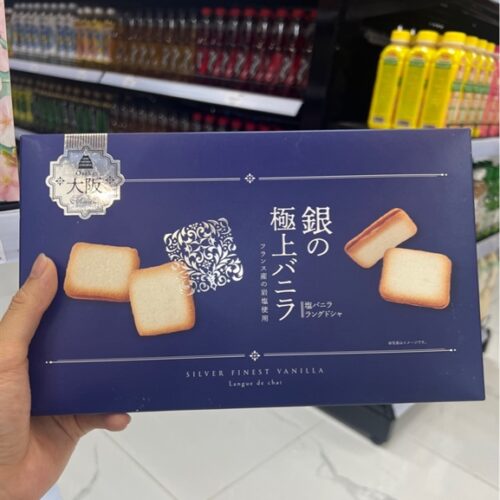 Osaka
大阪
銀の
極上バニラ
フランス産の岩塩使用
塩バニラ
ラングドシャ
SILVER FINEST VANILLA
Langue de chat